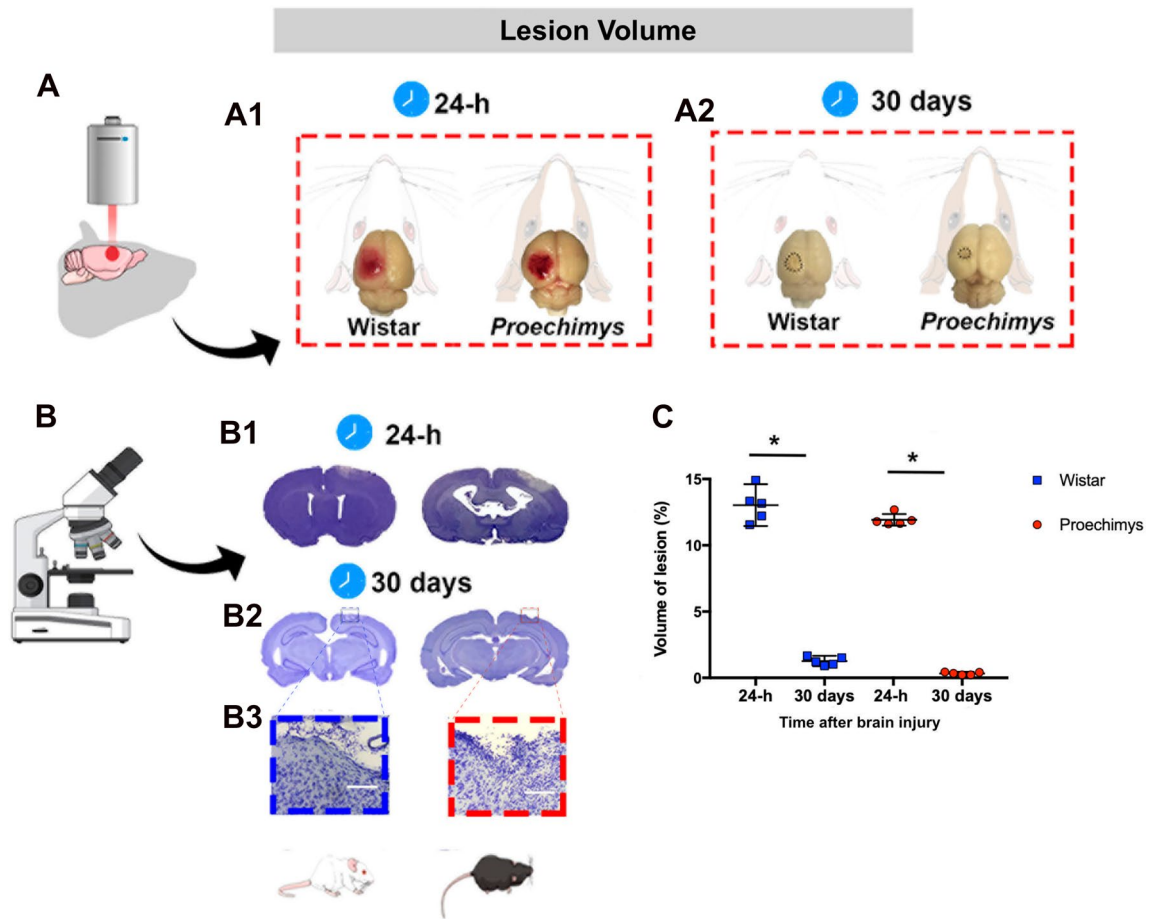 Lesion Volume
A
A1
24-h
A2
30 days
Wistar
Proechimys
Wistar
Proechimys
B
B1
24-h
30 days
B2
B3
C
*
*
Volume of lesion (%)
15
10
5
0
24-h
30 days
24-h
30 days
Time after brain injury
Wistar
Proechimys